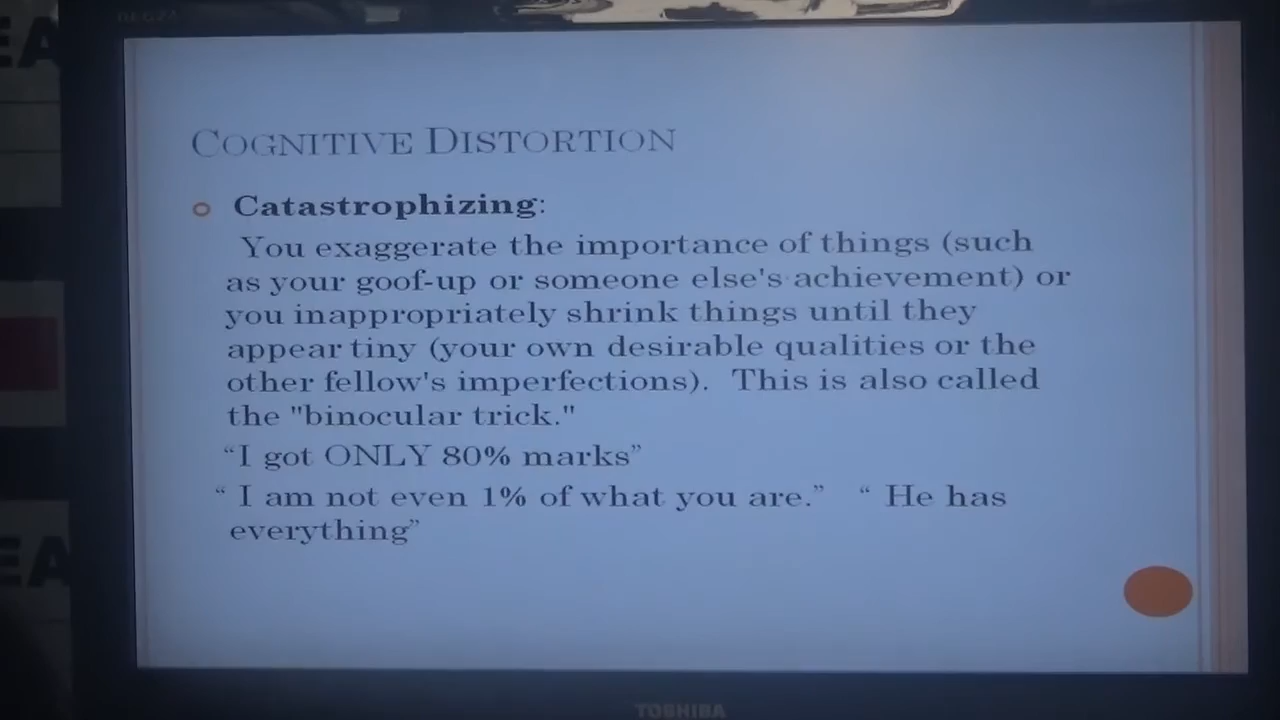 REGZA
COGNITIVE DISTORTION
Catastrophizing:
You exaggerate the importance of things (such
as your goof-up or someone else's achievement) or
you inappropriately shrink things until they
appear tiny (your own desirable qualities or the
other fellow's imperfections).  This is also called
the "binocular trick."
“I got ONLY 80% marks”
“ I am not even 1% of what you are.”   “ He has
everything”
TOSHIBA
EA
EA